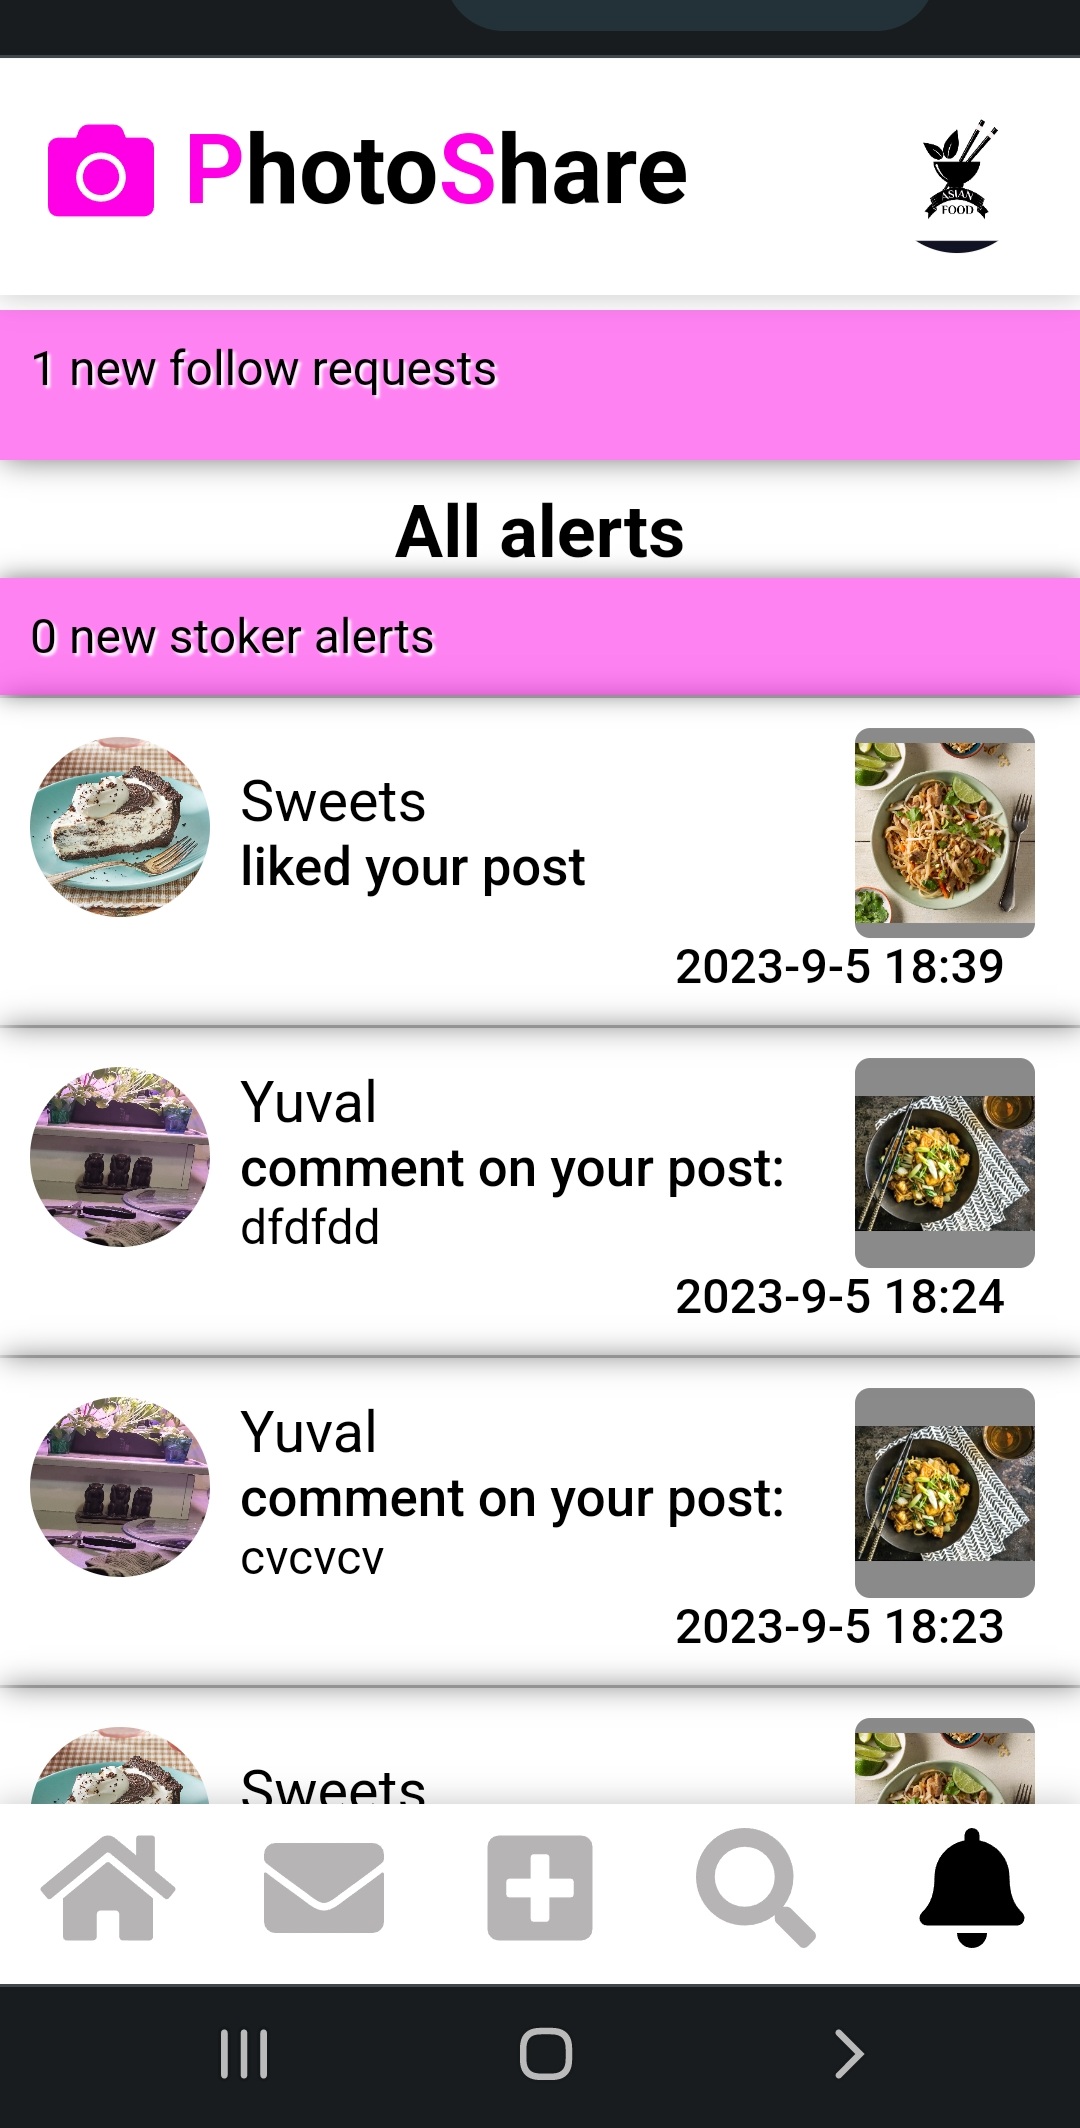 PhotoShare
ASIAN
FOOD
1 new follow requests
All alerts
0 new stoker alerts
Sweets
liked your post
2023-9-5 18:39
Yuval
comment on your post:
dfdfdd
2023-9-5 18:24
Yuval
comment on your post:
cvcvcv
2023-9-5 18:23
Sweets